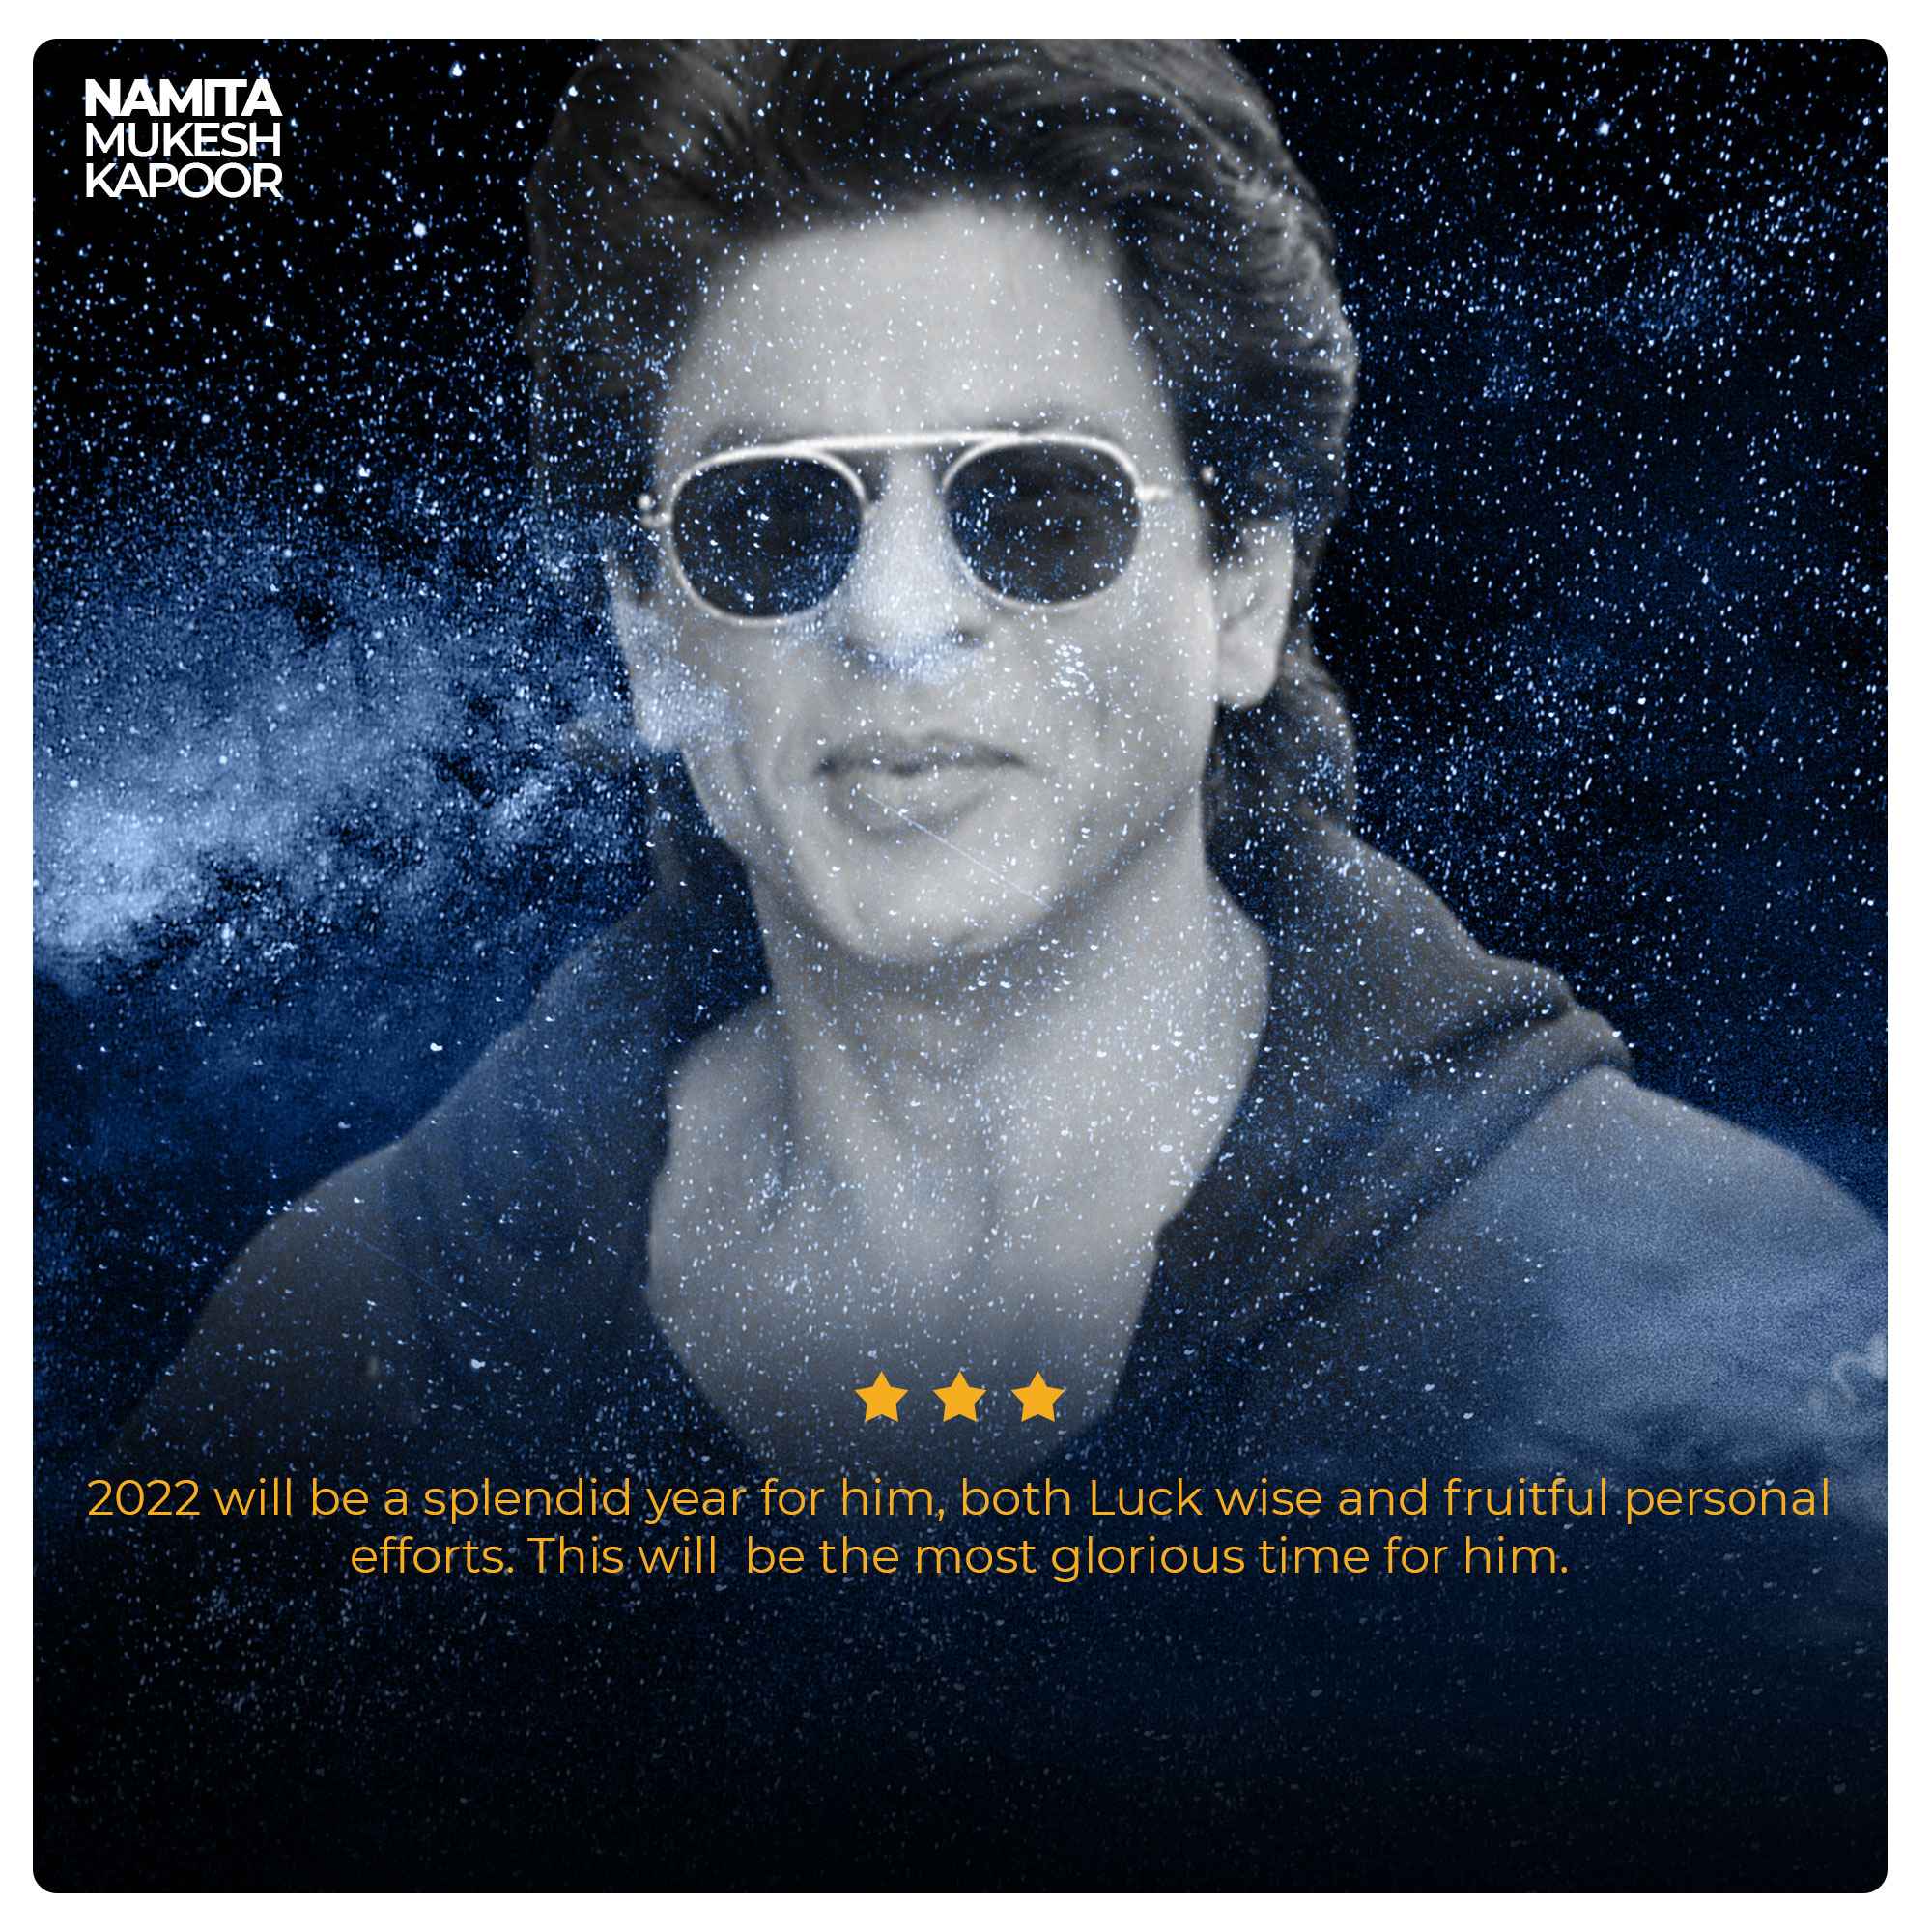 NAMITA
MUKESH
KAPOOR
2022 will be a splendid year for him, both Luck wise and fruitful personal
efforts. This will  be the most glorious time for him.